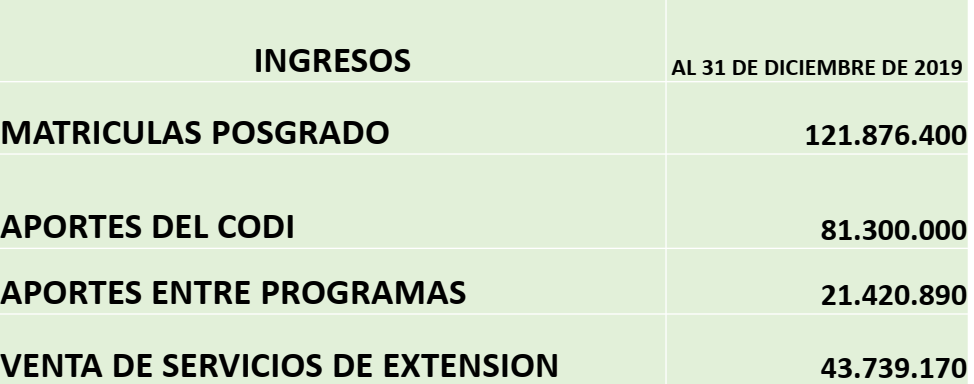 INGRESOS AL 31 DE DICIEMBRE DE 2019
MATRICULAS POSGRADO 121.876.400
APORTES DEL CODI 81.300.000
APORTES ENTRE PROGRAMAS 21.420.890
VENTA DE SERVICIOS DE EXTENSION 43.739.170